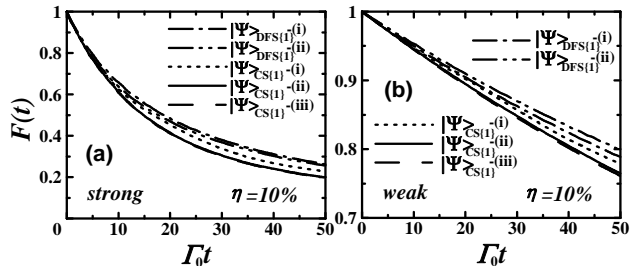 1.0
0.8
0.6
0.4
0.2
0
0 10 20 30 40 50
F(t)
Γ₀t
|Ψ>DFS{1}-(i)
|Ψ>DFS{1}-(ii)
|Ψ>CS{1}-(i)
|Ψ>CS{1}-(ii)
|Ψ>CS{1}-(iii)
(a)
strong η=10%
1
0.9
0.8
0.7
0 10 20 30 40 50
Γ₀t
|Ψ>DFS{1}-(i)
|Ψ>DFS{1}-(ii)
(b)
|Ψ>CS{1}-(i)
|Ψ>CS{1}-(ii)
|Ψ>CS{1}-(iii)
weak η=10%